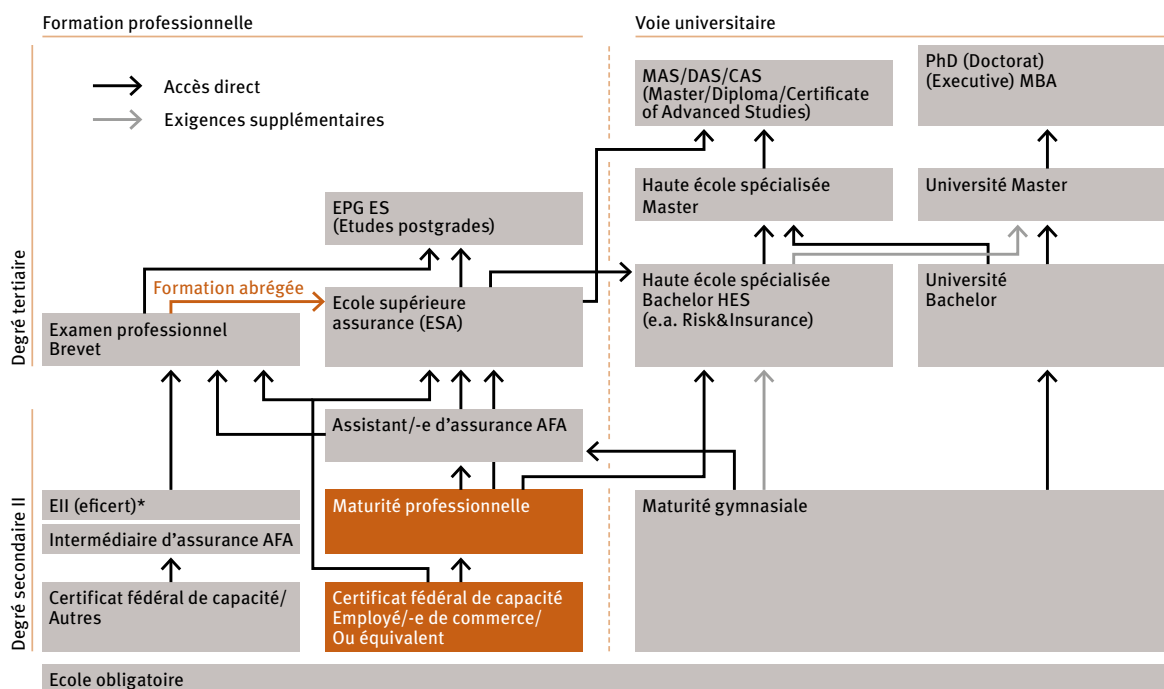 Formation professionnelle
Voie universitaire
Accès direct
Exigences supplémentaires
MAS/DAS/CAS
(Master/Diploma/Certificate
of Advanced Studies)
PhD (Doctorat)
(Executive) MBA
Haute école spécialisée
Master
Université Master
EPG ES
(Etudes postgrades)
Degré tertiaire
Formation abrégée
Ecole supérieure
assurance (ESA)
Haute école spécialisée
Bachelor HES
(e.a. Risk&Insurance)
Université
Bachelor
Examen professionnel
Brevet
Assistant/-e d'assurance AFA
Degré secondaire II
EII (eficert)*
Intermédiaire d'assurance AFA
Maturité professionnelle
Maturité gymnasiale
Certificat fédéral de capacité/
Autres
Certificat fédéral de capacité
Employé/-e de commerce/
Ou équivalent
Ecole obligatoire